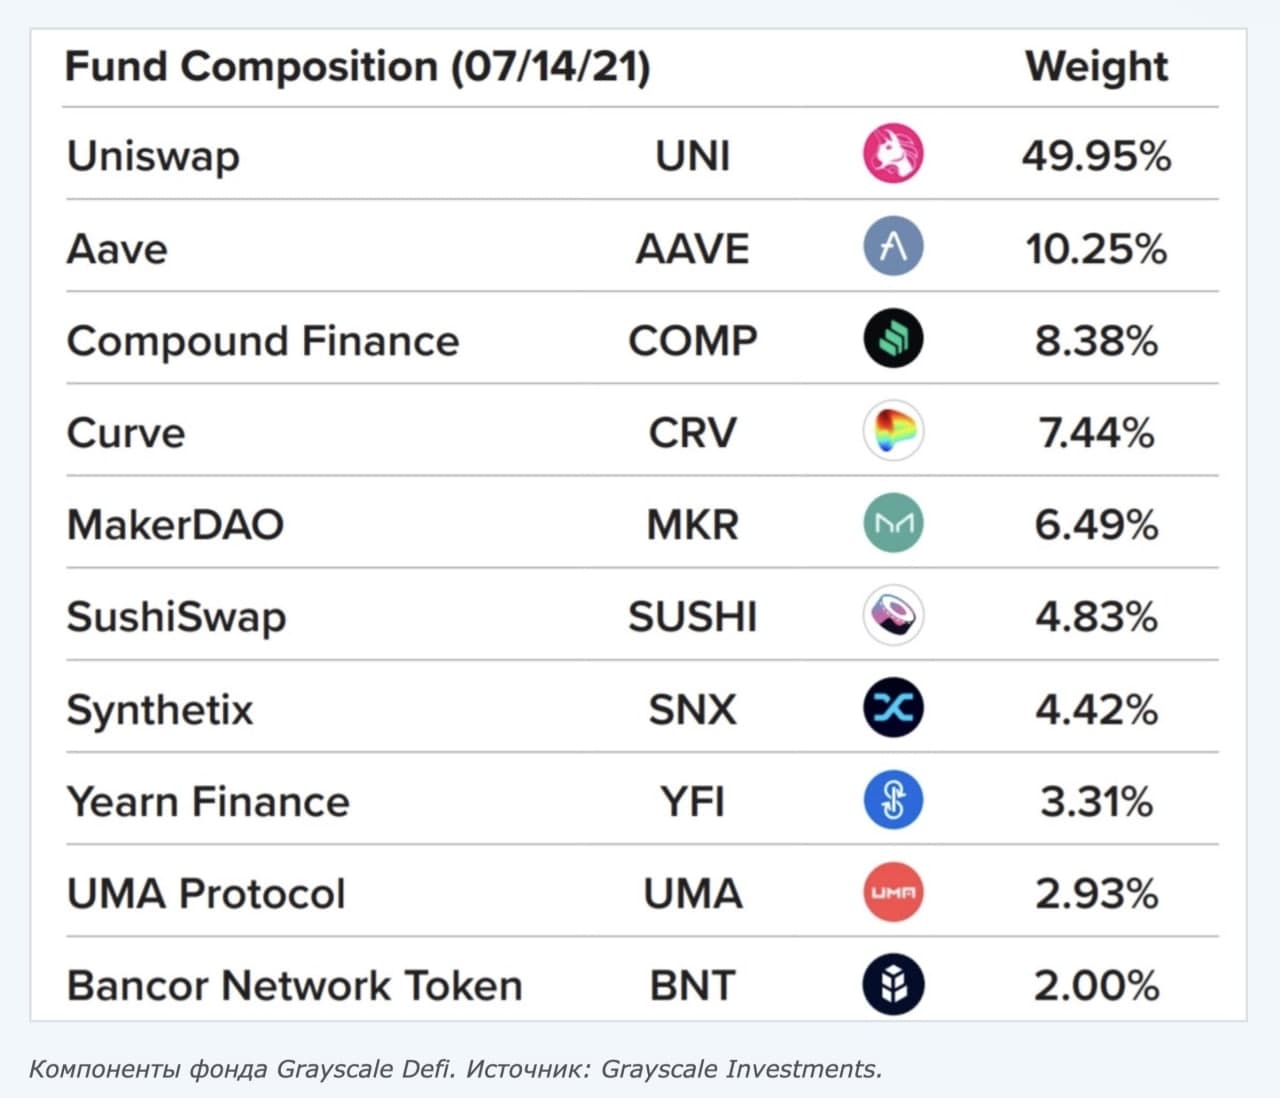 Fund Composition (07/14/21) Weight
Uniswap UNI 49.95%
Aave AAVE 10.25%
Compound Finance COMP 8.38%
Curve CRV 7.44%
MakerDAO MKR 6.49%
SushiSwap SUSHI 4.83%
Synthetix SNX 4.42%
Yearn Finance YFI 3.31%
UMA Protocol UMA UMA 2.93%
Bancor Network Token BNT 2.00%
Компоненты фонда Grayscale Defi. Источник: Grayscale Investments.